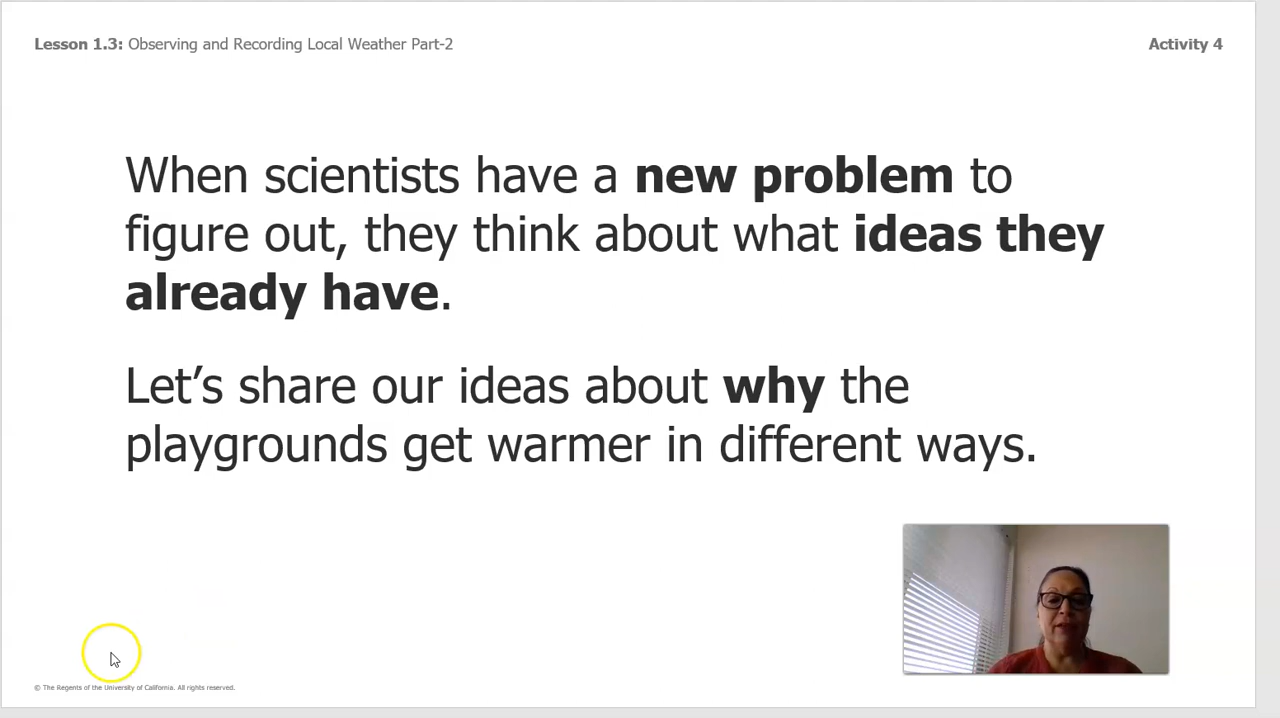 Lesson 1.3: Observing and Recording Local Weather Part-2
Activity 4
When scientists have a new problem to
figure out, they think about what ideas they
already have.
Let’s share our ideas about why the
playgrounds get warmer in different ways.
© The Regents of the University of California. All rights reserved.